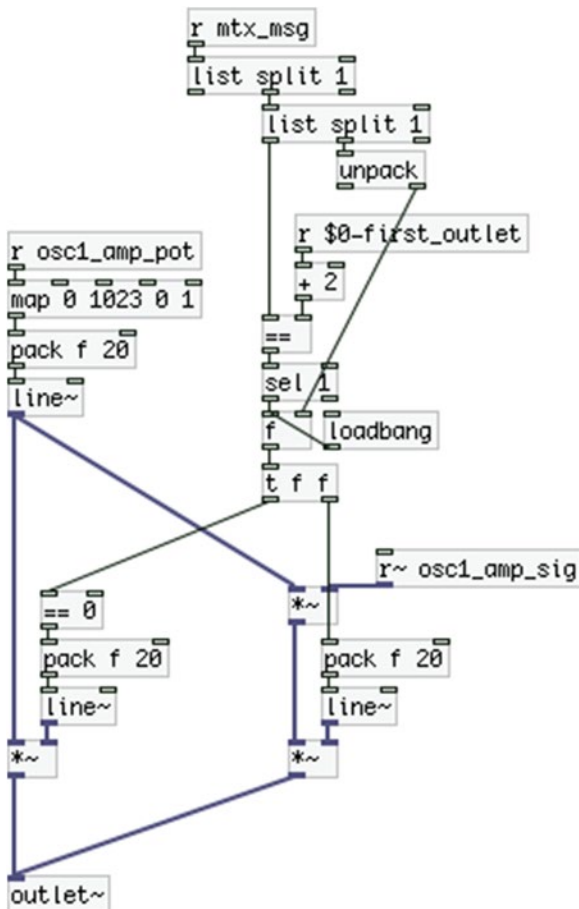 r mtx_msg
list split 1
list split 1
unpack
r $0-first_outlet
+ 2
r osc1_amp_pot
map 0 1023 0 1
pack f 20
line~
==
sel 1
f
loadbang
t f f
r~ osc1_amp_sig
*~
== 0
pack f 20
line~
pack f 20
line~
*~
*~
outlet~